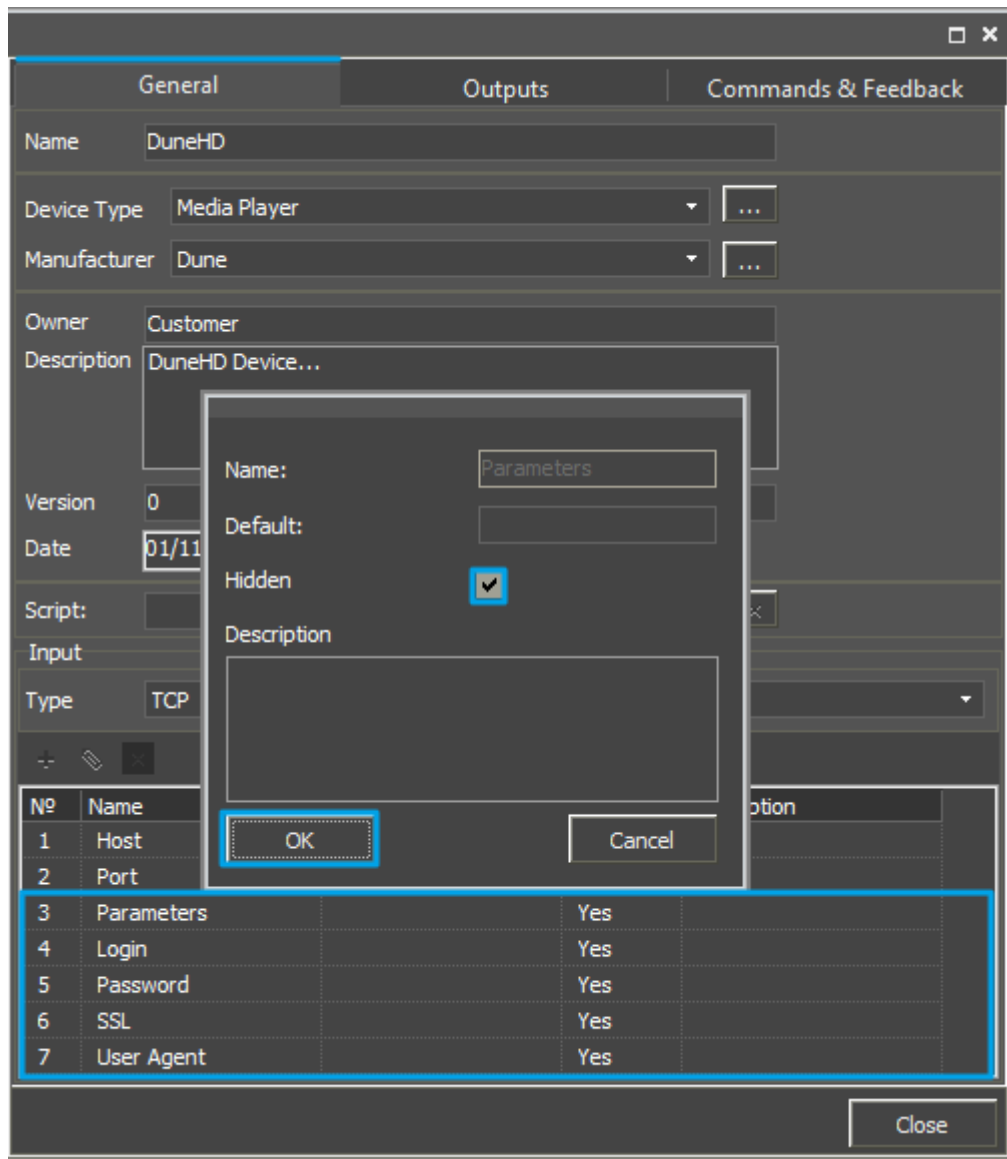 General Outputs Commands & Feedback
Name DuneHD
Device Type Media Player ...
Manufacturer Dune ...
Owner Customer
Description DuneHD Device...
Version 0
Date 01/11
Script:
Input
Type TCP
Name: Parameters
Default:
Hidden
Description
OK Cancel
Nº Name
1 Host
2 Port
3 Parameters Yes
4 Login Yes
5 Password Yes
6 SSL Yes
7 User Agent Yes
Close